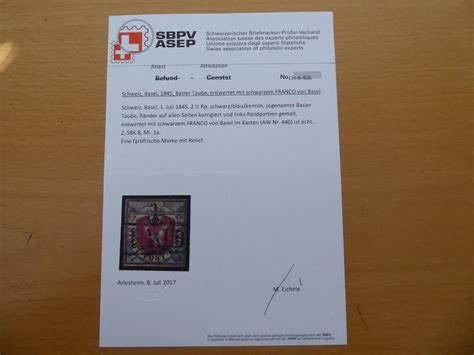 SBPV
ASEP
Schweizerischer Briefmarken-Prüfer-Verband
Association suisse des experts philatéliques
Unione svizzera degli esperti filatelici
Swiss association of philatelic experts
Attest Attestation
Befund Constat No
Schweiz, Basel, 1845, Basler Taube, entwertet mit schwarzem FRANCO von Basel
Schweiz, Basel, 1. Juli 1845, 2 ½ Rp. schwarz/blau/karmin, sogenannte Basler
Taube, Ränder auf allen Seiten korrigiert und links Randpartien gemalt,
entwertet mit schwarzem FRANCO von Basel im Kasten (AW Nr. 440) ist echt.
Z, SBK 8, Mi. 1a.
Eine farbfrische Marke mit Relief.
Arlesheim, 6. Juli 2017
M. Eichele